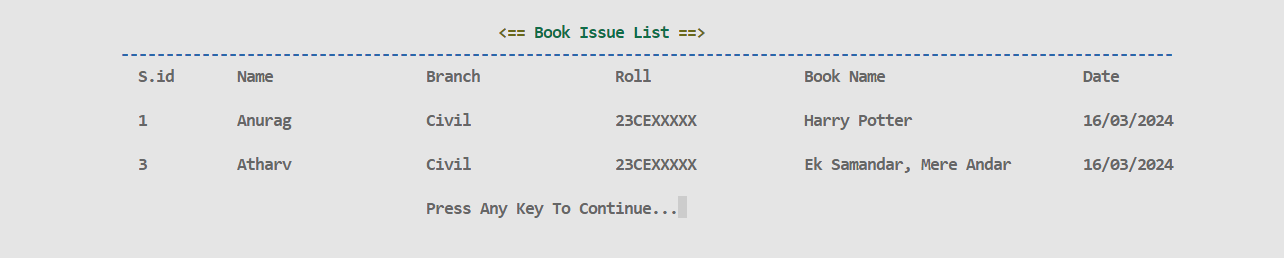 <== Book Issue List ==>
S.id Name Branch Roll Book Name Date
1 Anurag Civil 23CEXXXXX Harry Potter 16/03/2024
3 Atharv Civil 23CEXXXXX Ek Samandar, Mere Andar 16/03/2024
Press Any Key To Continue...